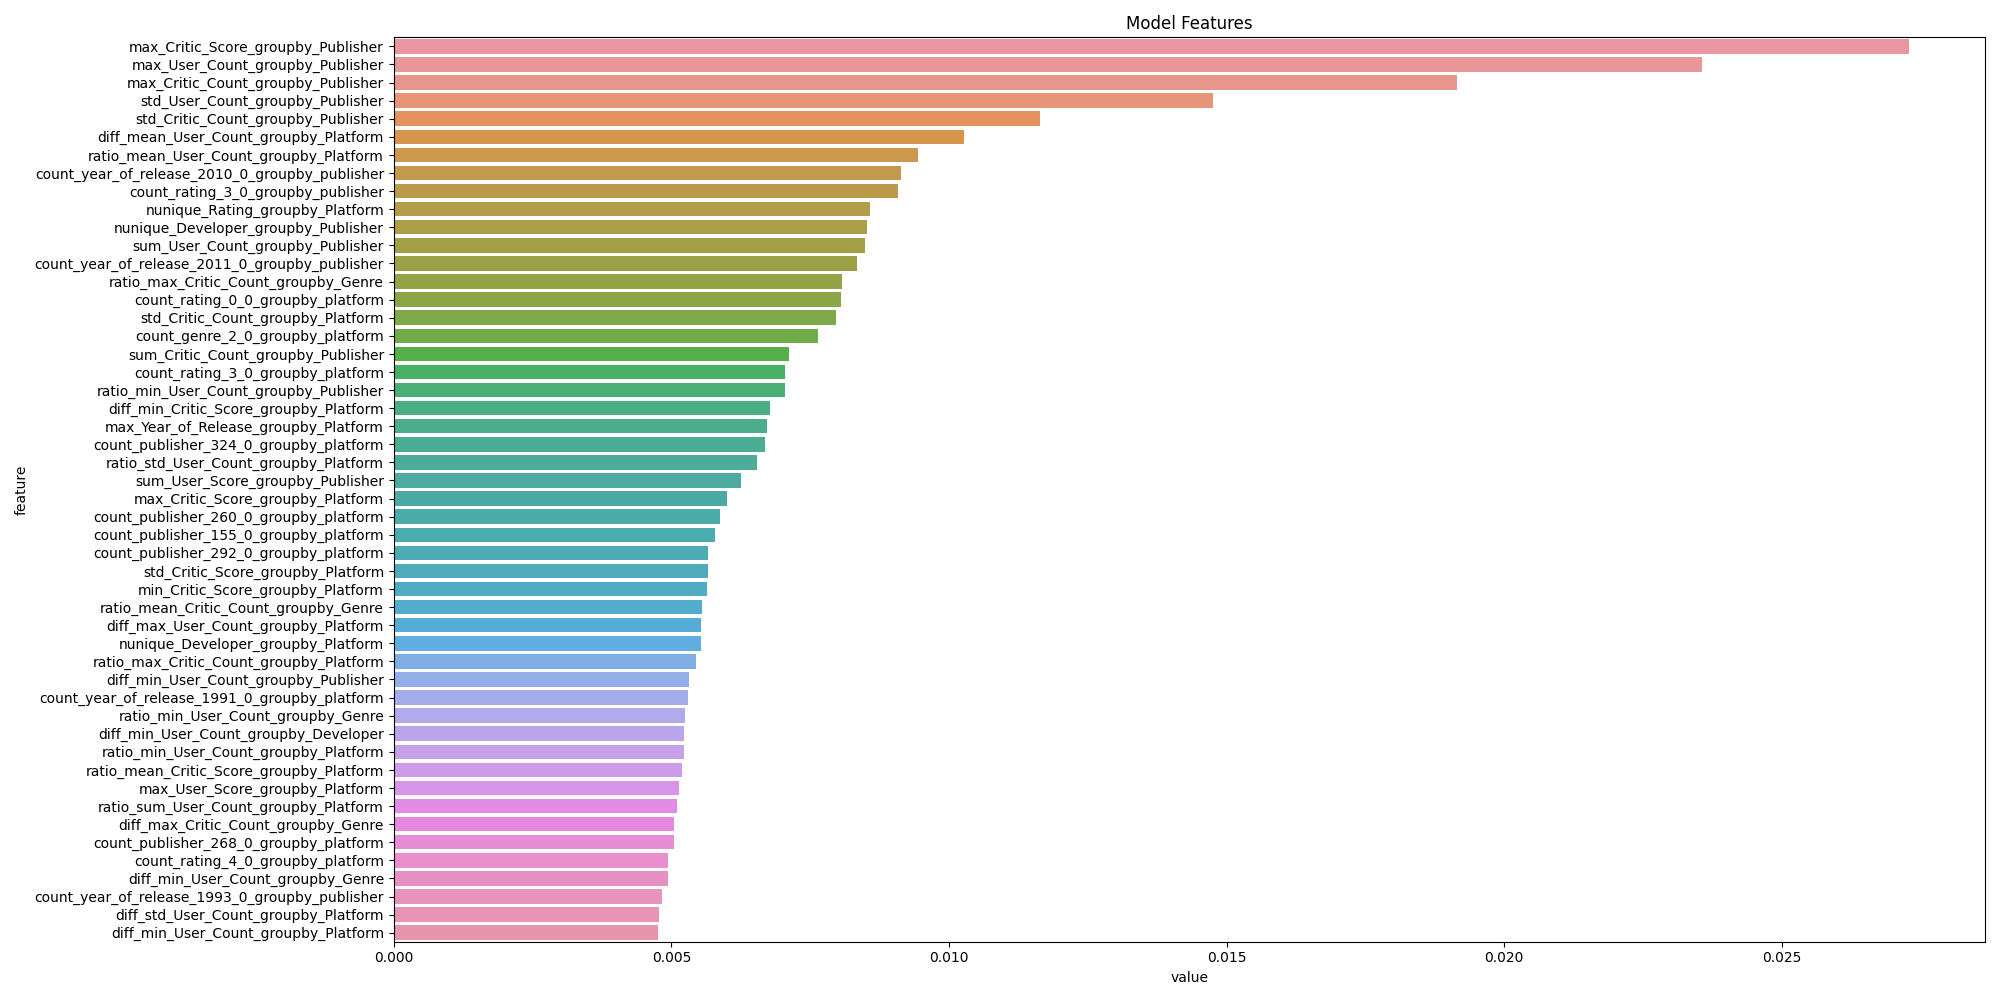 Model Features
max_Critic_Score_groupby_Publisher
max_User_Count_groupby_Publisher
max_Critic_Count_groupby_Publisher
std_User_Count_groupby_Publisher
std_Critic_Count_groupby_Publisher
diff_mean_User_Count_groupby_Platform
ratio_mean_User_Count_groupby_Platform
count_year_of_release_2010_0_groupby_publisher
count_rating_3_0_groupby_publisher
nunique_Rating_groupby_Platform
nunique_Developer_groupby_Publisher
sum_User_Count_groupby_Publisher
count_year_of_release_2011_0_groupby_publisher
ratio_max_Critic_Count_groupby_Genre
count_rating_0_0_groupby_platform
std_Critic_Count_groupby_Platform
count_genre_2_0_groupby_platform
sum_Critic_Count_groupby_Publisher
count_rating_3_0_groupby_platform
ratio_min_User_Count_groupby_Publisher
diff_min_Critic_Score_groupby_Platform
max_Year_of_Release_groupby_Platform
count_publisher_324_0_groupby_platform
ratio_std_User_Count_groupby_Platform
sum_User_Score_groupby_Publisher
max_Critic_Score_groupby_Platform
count_publisher_260_0_groupby_platform
count_publisher_155_0_groupby_platform
count_publisher_292_0_groupby_platform
std_Critic_Score_groupby_Platform
min_Critic_Score_groupby_Platform
ratio_mean_Critic_Count_groupby_Genre
diff_max_User_Count_groupby_Platform
nunique_Developer_groupby_Platform
ratio_max_Critic_Count_groupby_Platform
diff_min_User_Count_groupby_Publisher
count_year_of_release_1991_0_groupby_platform
ratio_min_User_Count_groupby_Genre
diff_min_User_Count_groupby_Developer
ratio_min_User_Count_groupby_Platform
ratio_mean_Critic_Score_groupby_Platform
max_User_Score_groupby_Platform
ratio_sum_User_Count_groupby_Platform
diff_max_Critic_Count_groupby_Genre
count_publisher_268_0_groupby_platform
count_rating_4_0_groupby_platform
diff_min_User_Count_groupby_Genre
count_year_of_release_1993_0_groupby_publisher
diff_std_User_Count_groupby_Platform
diff_min_User_Count_groupby_Platform
feature
0.000 0.005 0.010 0.015 0.020 0.025
value